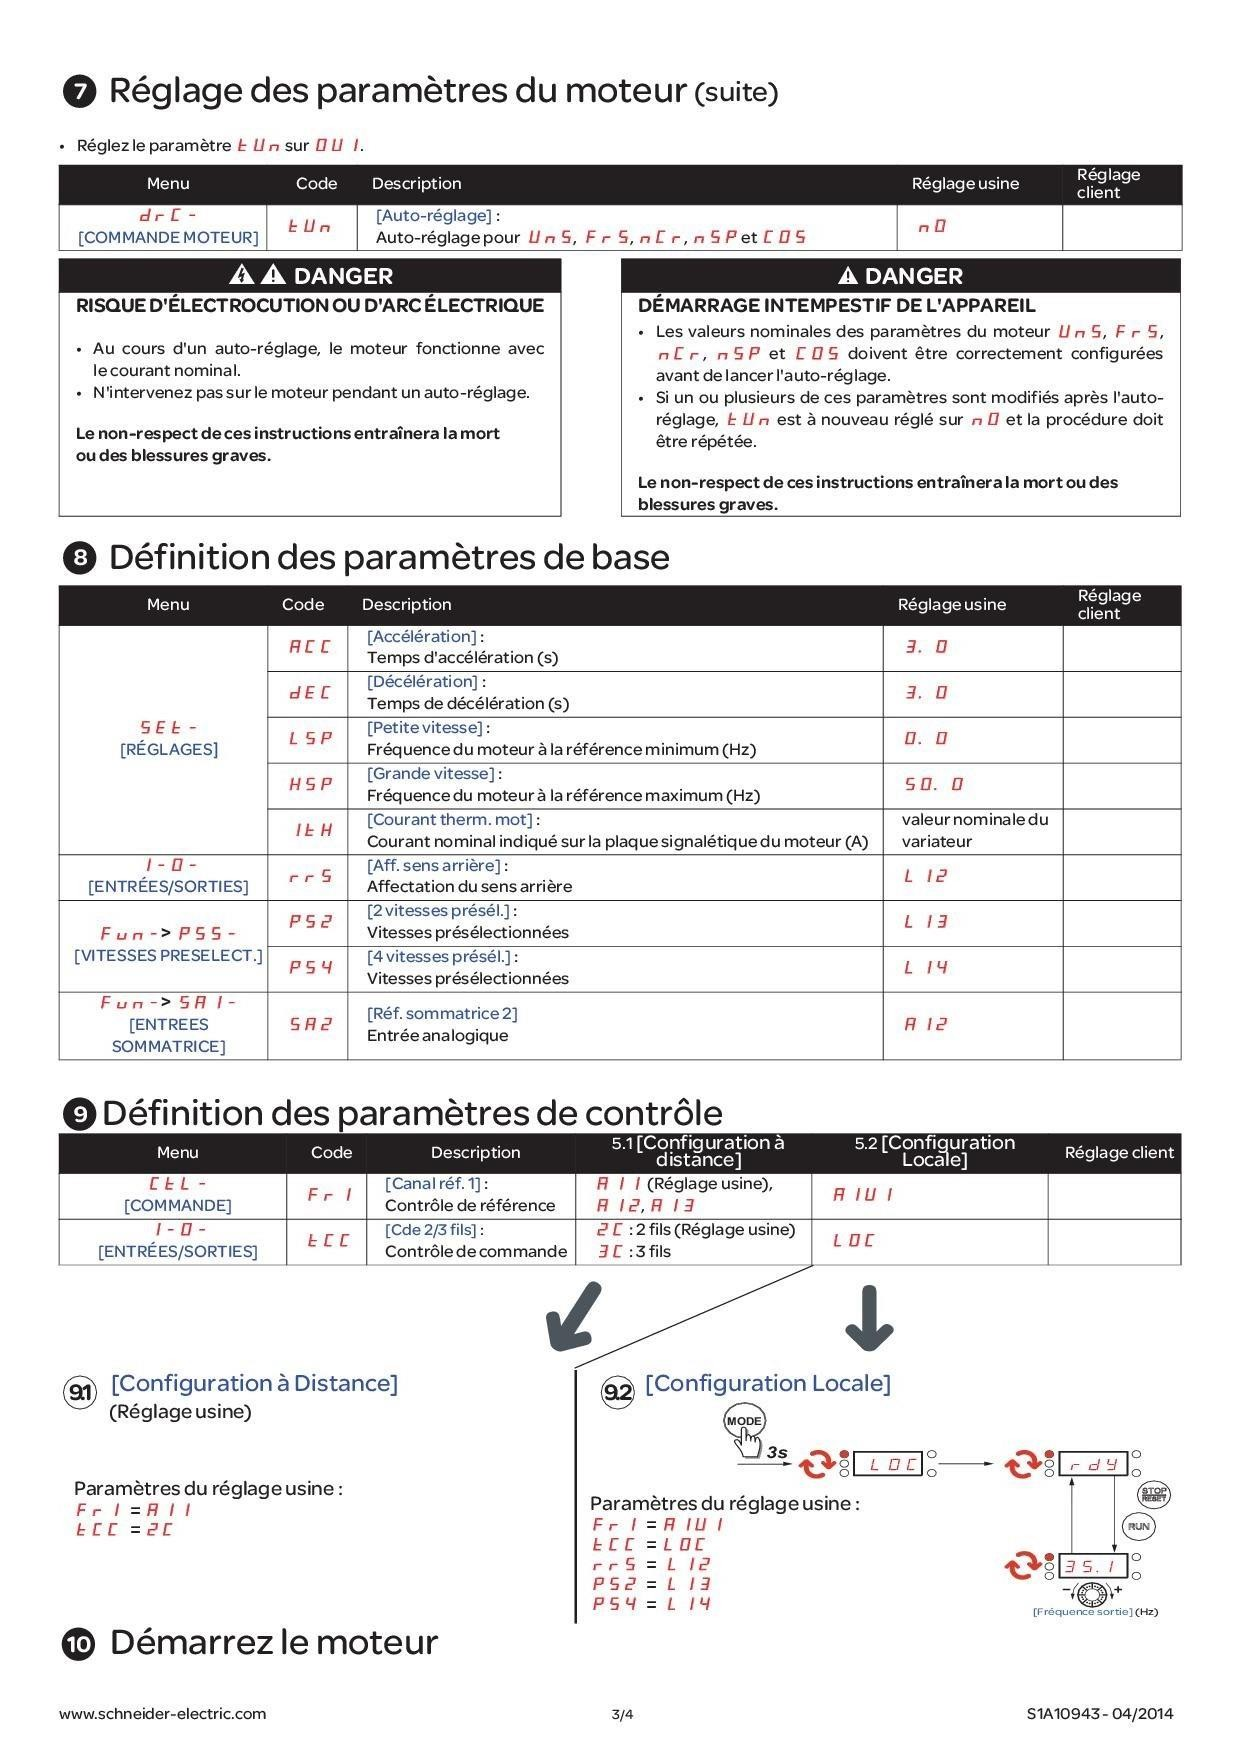 7 Réglage des paramètres du moteur (suite)
• Réglez le paramètre tUn sur OUI.
Menu Code Description Réglage usine Réglage client
drC-
[COMMANDE MOTEUR]
tUn
[Auto-réglage] :
Auto-réglage pour UnS, FrS, nCr, nSP et COS
nO
DANGER
RISQUE D'ÉLECTROCUTION OU D'ARC ÉLECTRIQUE
• Au cours d'un auto-réglage, le moteur fonctionne avec
le courant nominal.
• N'intervenez pas sur le moteur pendant un auto-réglage.
Le non-respect de ces instructions entraînera la mort
ou des blessures graves.
DANGER
DÉMARRAGE INTEMPESTIF DE L'APPAREIL
• Les valeurs nominales des paramètres du moteur UnS, FrS,
nCr, nSP et COS doivent être correctement configurées
avant de lancer l'auto-réglage.
• Si un ou plusieurs de ces paramètres sont modifiés après l'auto-
réglage, tUn est à nouveau réglé sur nO et la procédure doit
être répétée.
Le non-respect de ces instructions entraînera la mort ou des
blessures graves.
8 Définition des paramètres de base
Menu Code Description Réglage usine Réglage client
SEt-
[RÉGLAGES]
ACC
[Accélération] :
Temps d'accélération (s)
3.0
dEC
[Décélération] :
Temps de décélération (s)
3.0
LSP
[Petite vitesse] :
Fréquence du moteur à la référence minimum (Hz)
0.0
HSP
[Grande vitesse] :
Fréquence du moteur à la référence maximum (Hz)
50.0
ItH
[Courant therm. mot] :
Courant nominal indiqué sur la plaque signalétique du moteur (A)
valeur nominale du
variateur
I-O-
[ENTRÉES/SORTIES]
rrS
[Aff. sens arrière] :
Affectation du sens arrière
LI2
Fun-> PSS-
[VITESSES PRESELECT.]
PS2
[2 vitesses présél.] :
Vitesses présélectionnées
LI3
PS4
[4 vitesses présél.] :
Vitesses présélectionnées
LI4
Fun-> SAI-
[ENTREES
SOMMATRICE]
SA2
[Réf. sommatrice 2]
Entrée analogique
AI2
9 Définition des paramètres de contrôle
Menu Code Description 5.1 [Configuration à distance] 5.2 [Configuration Locale] Réglage client
CtL-
[COMMANDE]
Fr1
[Canal réf. 1] :
Contrôle de référence
AI1 (Réglage usine),
AI2, AI3
AIU1
I-O-
[ENTRÉES/SORTIES]
tCC
[Cde 2/3 fils] :
Contrôle de commande
2C : 2 fils (Réglage usine)
3C : 3 fils
LOC
9.1 [Configuration à Distance]
(Réglage usine)
Paramètres du réglage usine :
Fr1 = AI1
tCC = 2C
9.2 [Configuration Locale]
MODE
3s
LOC
rdY
STOP
RESET
RUN
35.1
− +
[Fréquence sortie] (Hz)
Paramètres du réglage usine :
Fr1 = AIU1
tCC = LOC
rrS = LI2
PS2 = LI3
PS4 = LI4
10 Démarrez le moteur
www.schneider-electric.com 3/4 S1A10943 - 04/2014